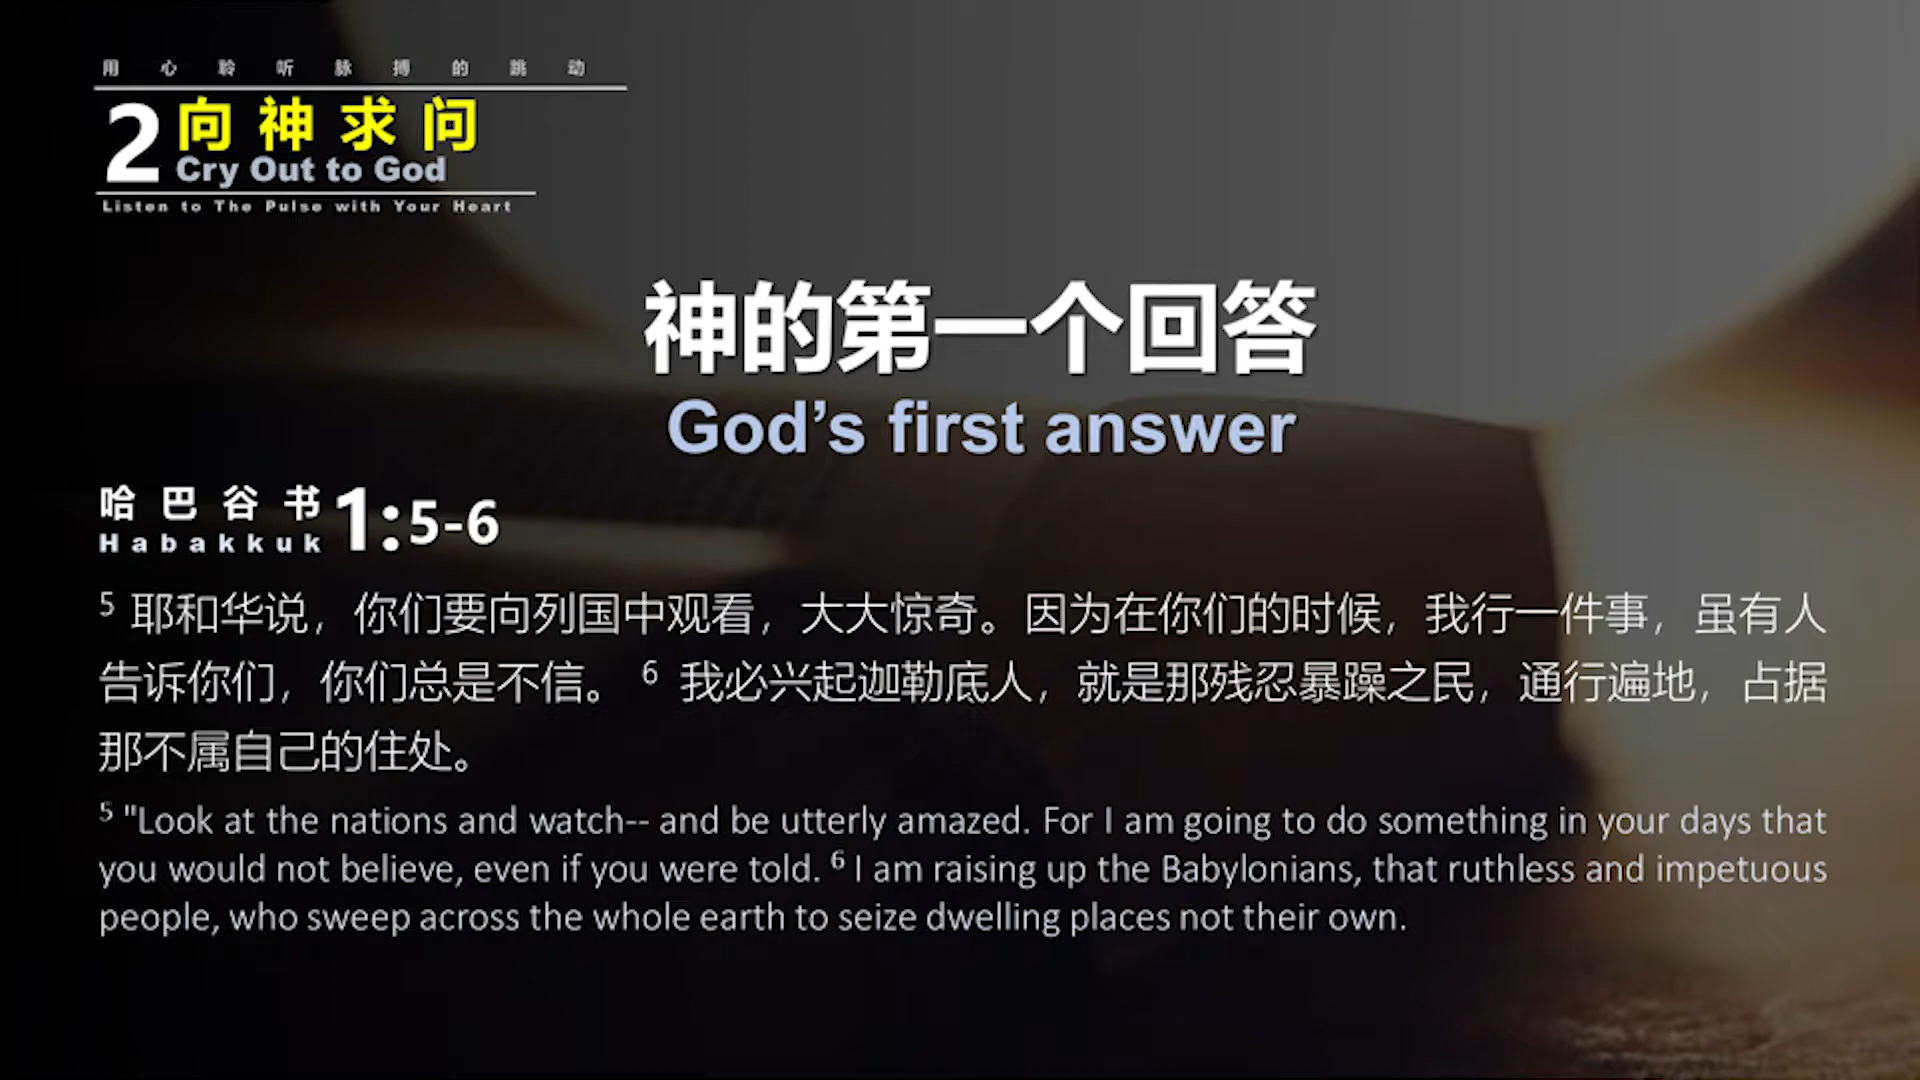 用心聆听脉搏的跳动
2 向神求问
Cry Out to God
Listen to The Pulse with Your Heart
神的第一个回答
God’s first answer
哈巴谷书 1:5-6
Habakkuk
5 耶和华说，你们要向列国中观看，大大惊奇。因为在你们的时候，我行一件事，虽有人
告诉你们，你们总是不信。 6 我必兴起迦勒底人，就是那残忍暴躁之民，通行遍地，占据
那不属自己的住处。
5 "Look at the nations and watch-- and be utterly amazed. For I am going to do something in your days that
you would not believe, even if you were told. 6 I am raising up the Babylonians, that ruthless and impetuous
people, who sweep across the whole earth to seize dwelling places not their own.